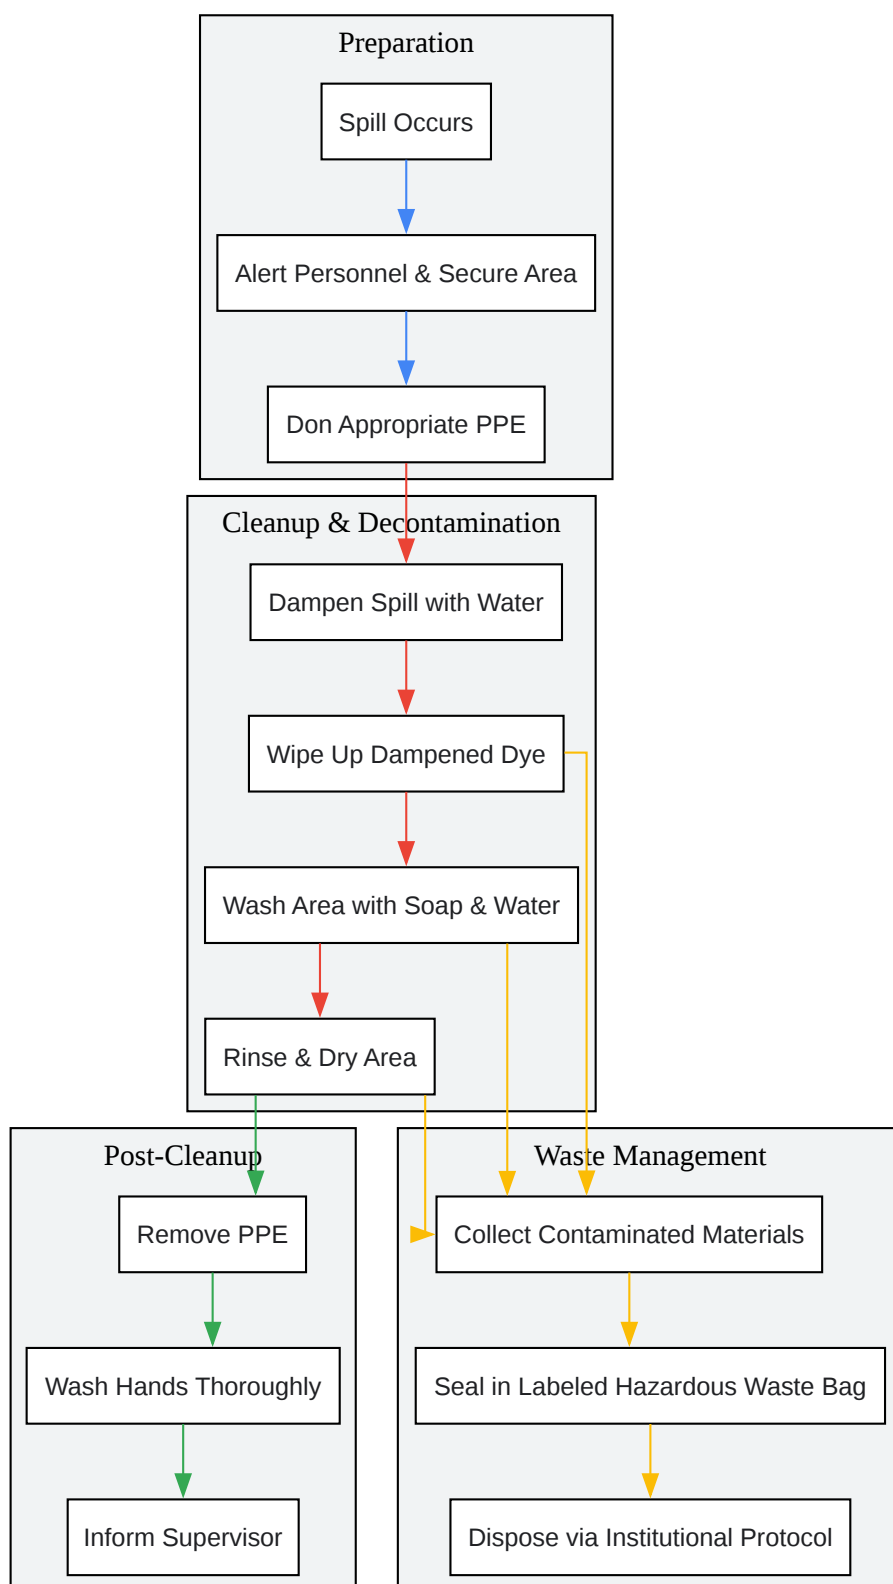 Preparation
Spill Occurs
Alert Personnel & Secure Area
Don Appropriate PPE
Cleanup & Decontamination
Dampen Spill with Water
Wipe Up Dampened Dye
Wash Area with Soap & Water
Rinse & Dry Area
Post-Cleanup
Remove PPE
Wash Hands Thoroughly
Inform Supervisor
Waste Management
Collect Contaminated Materials
Seal in Labeled Hazardous Waste Bag
Dispose via Institutional Protocol